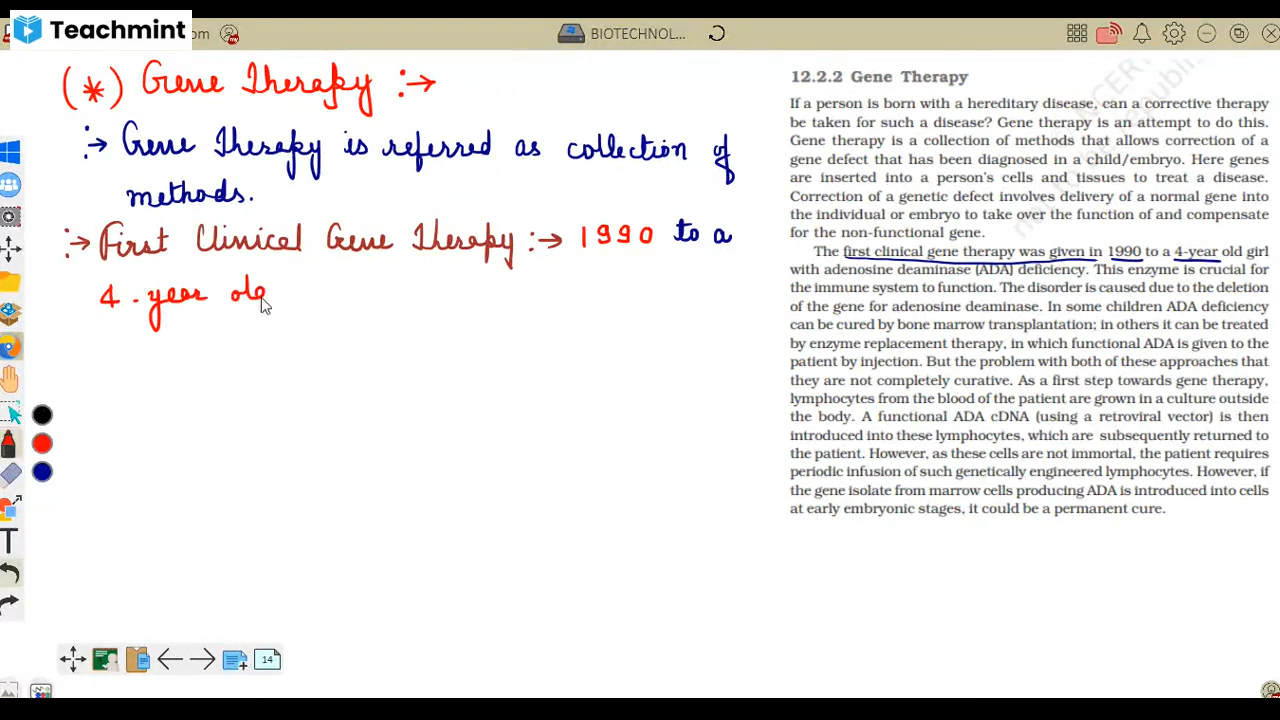 Teachmint
om
BIOTECHNOL...
(*) Gene Therapy :→
:→ Gene Therapy is referred as collection of
methods.
:→ First Clinical Gene Therapy :→ 1990 to a
4-year ol
12.2.2 Gene Therapy
If a person is born with a hereditary disease, can a corrective therapy
be taken for such a disease? Gene therapy is an attempt to do this.
Gene therapy is a collection of methods that allows correction of a
gene defect that has been diagnosed in a child/embryo. Here genes
are inserted into a person's cells and tissues to treat a disease.
Correction of a genetic defect involves delivery of a normal gene into
the individual or embryo to take over the function of and compensate
for the non-functional gene.
The first clinical gene therapy was given in 1990 to a 4-year old girl
with adenosine deaminase (ADA) deficiency. This enzyme is crucial for
the immune system to function. The disorder is caused due to the deletion
of the gene for adenosine deaminase. In some children ADA deficiency
can be cured by bone marrow transplantation; in others it can be treated
by enzyme replacement therapy, in which functional ADA is given to the
patient by injection. But the problem with both of these approaches that
they are not completely curative. As a first step towards gene therapy,
lymphocytes from the blood of the patient are grown in a culture outside
the body. A functional ADA cDNA (using a retroviral vector) is then
introduced into these lymphocytes, which are subsequently returned to
the patient. However, as these cells are not immortal, the patient requires
periodic infusion of such genetically engineered lymphocytes. However, if
the gene isolate from marrow cells producing ADA is introduced into cells
at early embryonic stages, it could be a permanent cure.
14